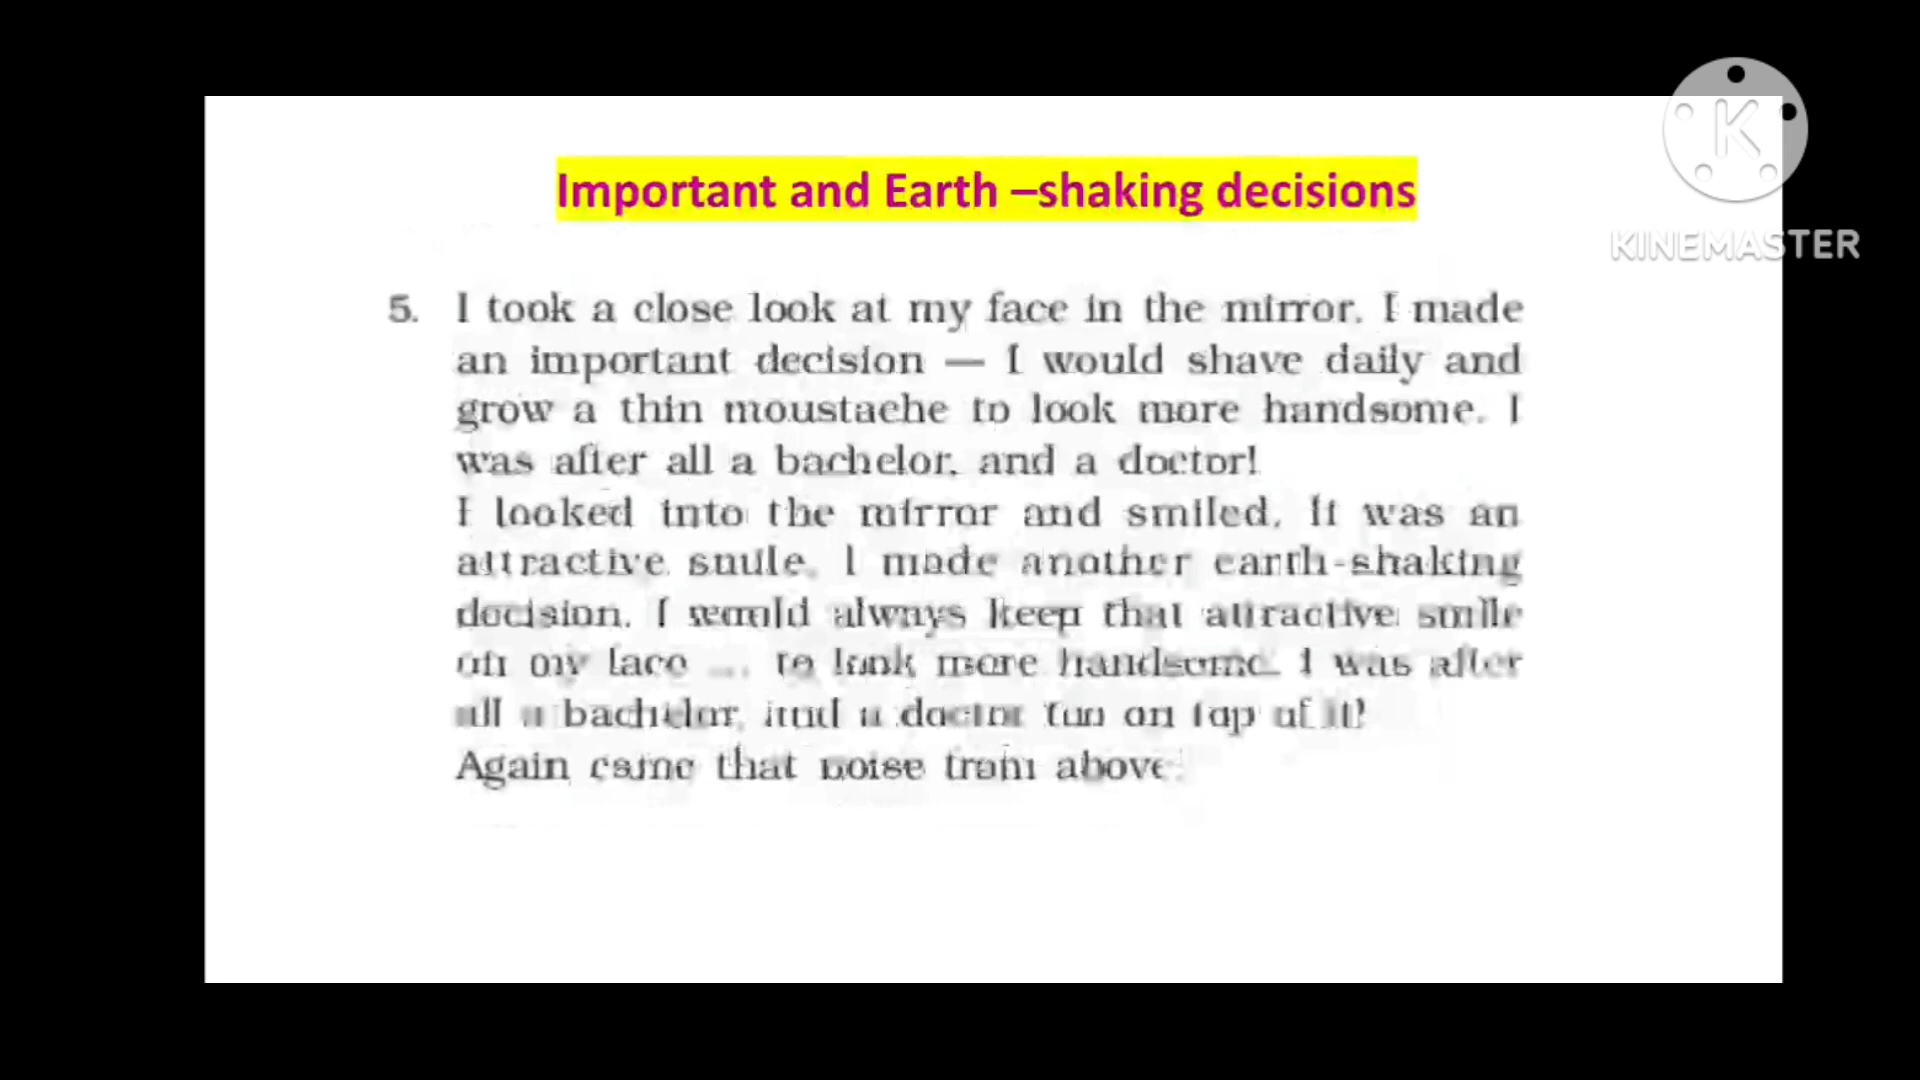 Important and Earth –shaking decisions
K
KINEMASTER
5. I took a close look at my face in the mirror. I made
an important decision — I would shave daily and
grow a thin moustache to look more handsome. I
was after all a bachelor, and a doctor!
I looked into the mirror and smiled. It was an
attractive smile. I made another earth-shaking
decision. I would always keep that attractive smile
on my face ... to look more handsome. I was after
all a bachelor, and a doctor too on top of it!
Again came that noise from above.